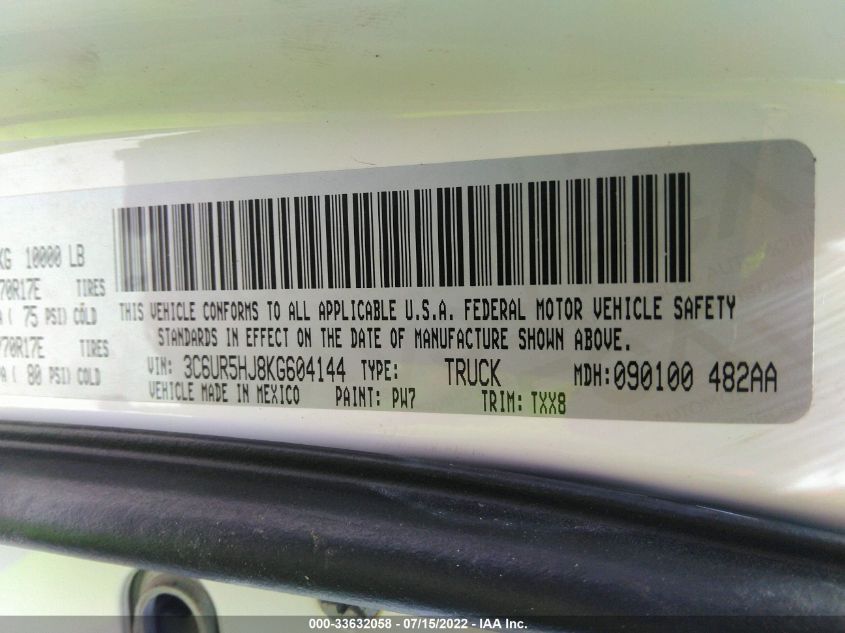 KG 10000 LB
70R17E TIRES
A( 75 PSI) COLD
70R17E TIRES
A( 80 PSI) COLD
THIS VEHICLE CONFORMS TO ALL APPLICABLE U.S.A. FEDERAL MOTOR VEHICLE SAFETY
STANDARDS IN EFFECT ON THE DATE OF MANUFACTURE SHOWN ABOVE.
VIN: 3C6UR5HJ8KG604144 TYPE: TRUCK MDH:090100 482AA
VEHICLE MADE IN MEXICO PAINT: PW7 TRIM: TXX8
000-33632058 - 07/15/2022 - IAA Inc.